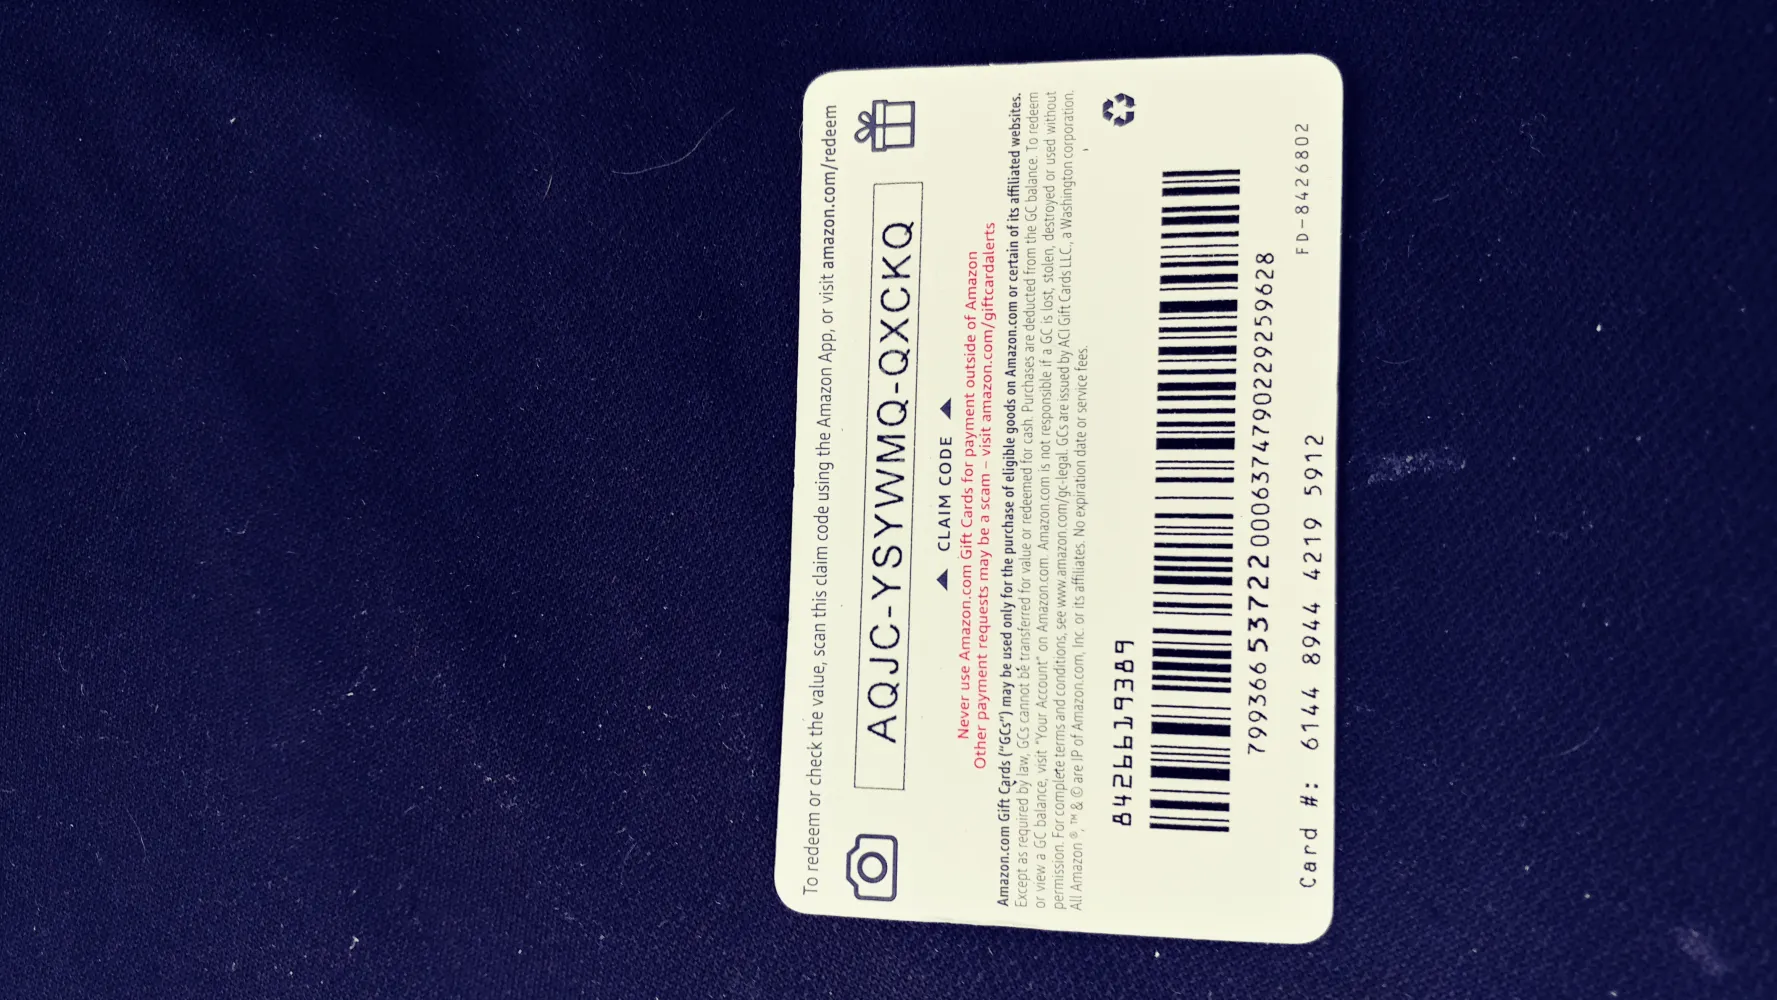 To redeem or check the value, scan this claim code using the Amazon App, or visit amazon.com/redeem
AQJC-YSYWMQ-QXCKQ
▲ CLAIM CODE ▲
Never use Amazon.com Gift Cards for payment outside of Amazon
Other payment requests may be a scam – visit amazon.com/giftcardalerts
Amazon.com Gift Cards (“GCs”) may be used only for the purchase of eligible goods on Amazon.com or certain of its affiliated websites.
Except as required by law, GCs cannot be transferred for value or redeemed for cash. Purchases are deducted from the GC balance. To redeem
or view a GC balance, visit “Your Account” on Amazon.com. Amazon.com is not responsible if a GC is lost, stolen, destroyed or used without
permission. For complete terms and conditions, see www.amazon.com/gc-legal. GCs are issued by ACI Gift Cards LLC., a Washington corporation.
All Amazon ®, ™ & © are IP of Amazon.com, Inc. or its affiliates. No expiration date or service fees.
8426619389
799366537220006374790229259628
Card #: 6144 8944 4219 5912
FD-8426802